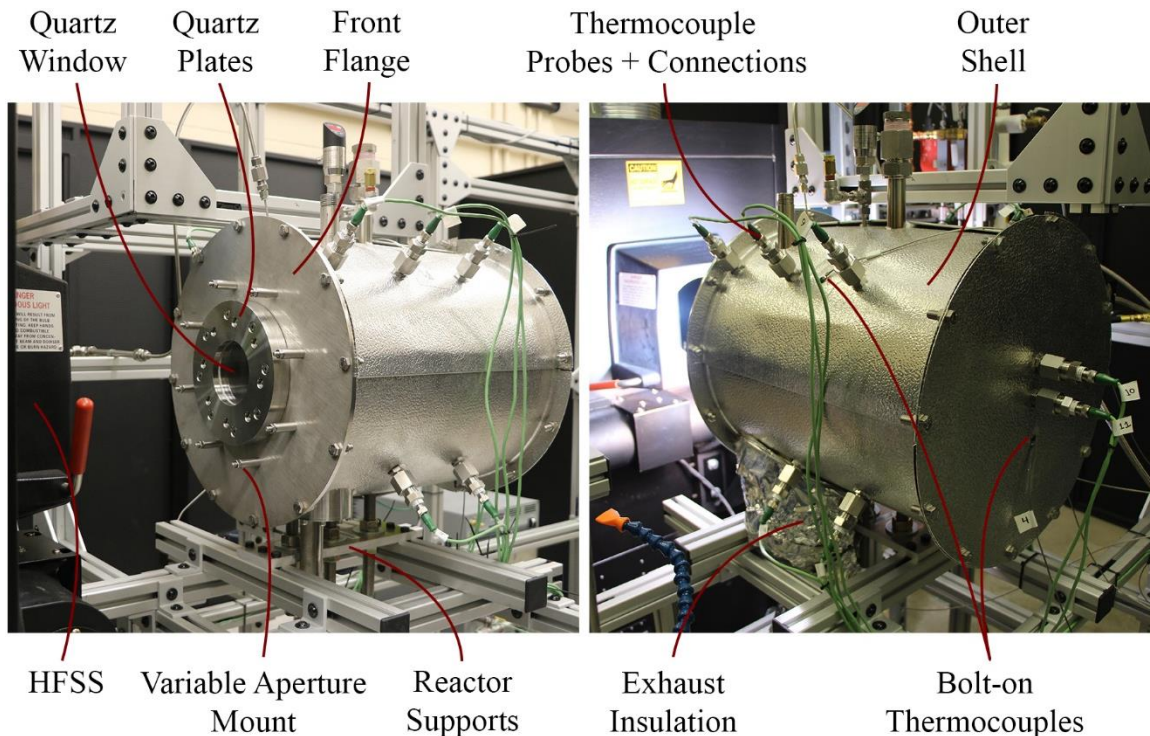 Quartz
Window
Quartz
Plates
Front
Flange
Thermocouple
Probes + Connections
Outer
Shell
CAUTION
10
11
4
HFSS
Variable Aperture
Mount
Reactor
Supports
Exhaust
Insulation
Bolt-on
Thermocouples